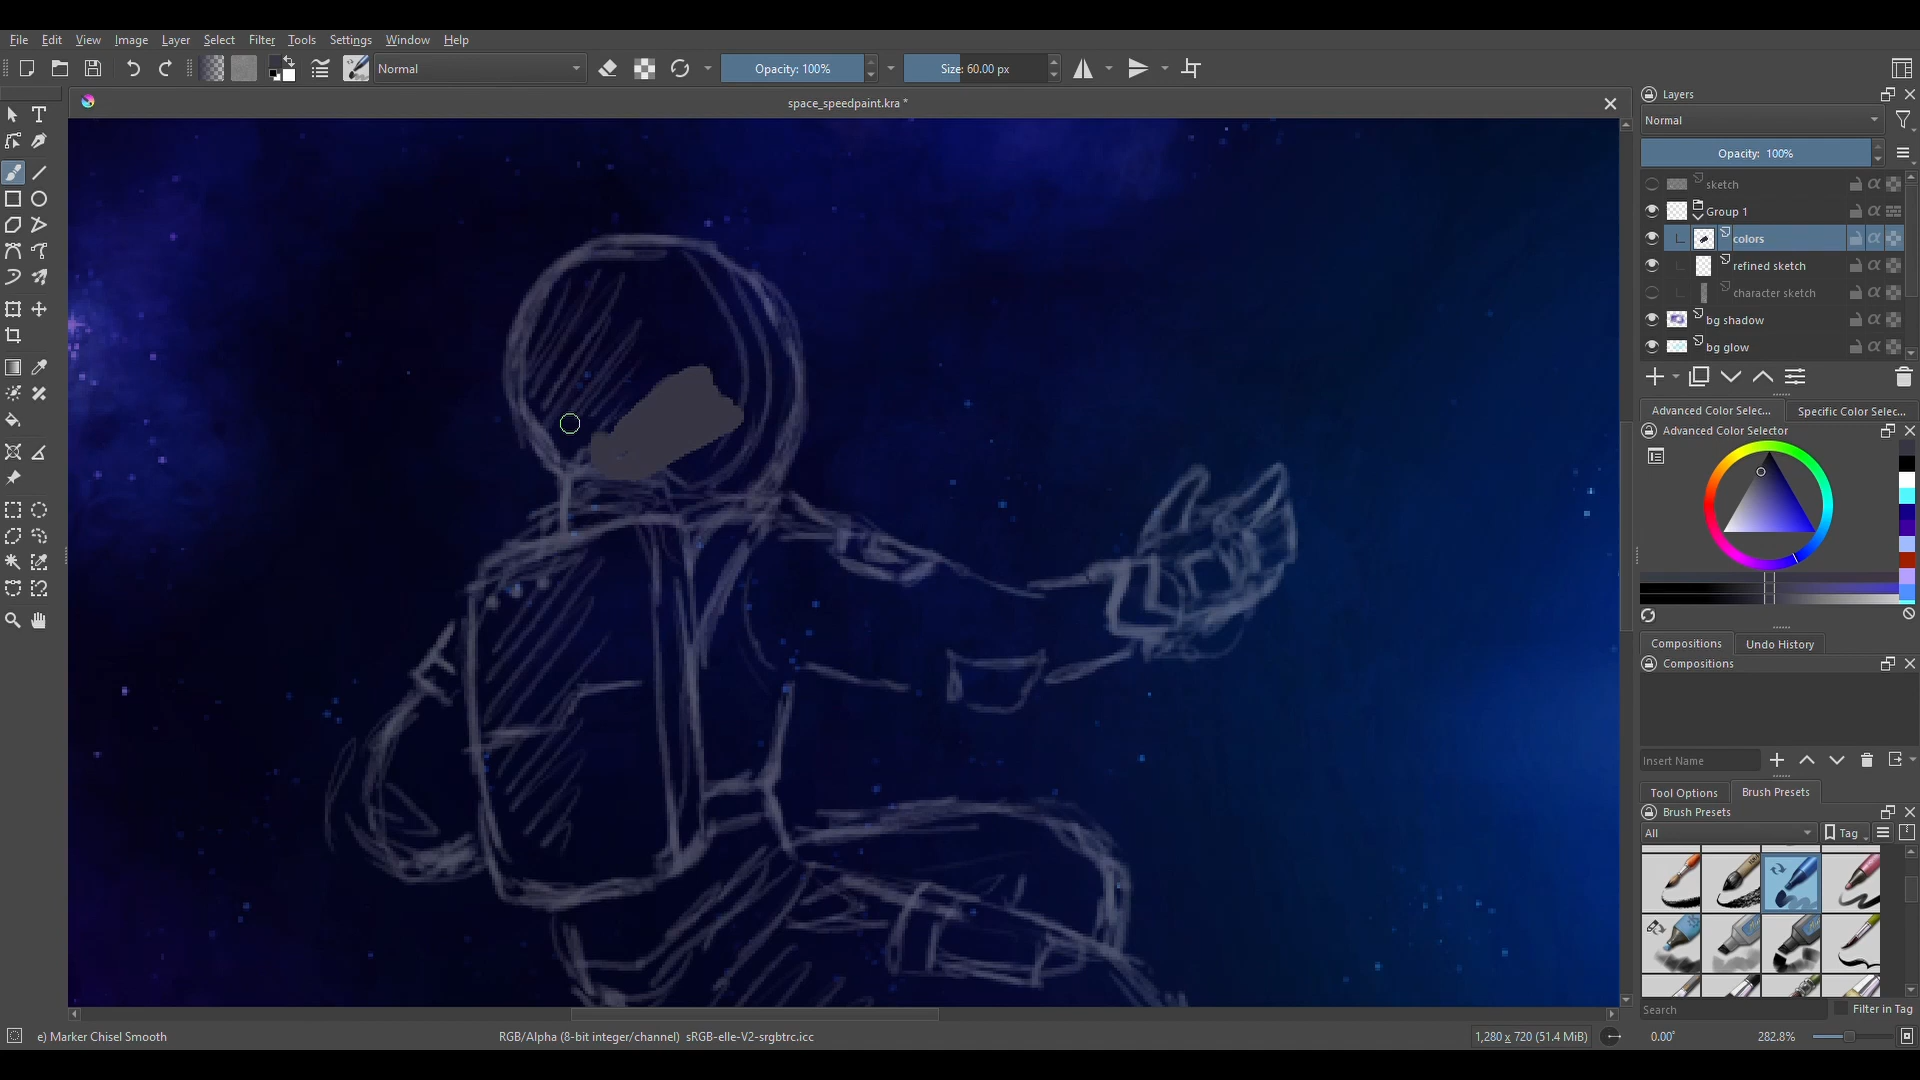 File Edit View Image Layer Select Filter Tools Settings Window Help
Normal
Opacity: 100%
Size: 60.00 px
space_speedpaint.kra *
Layers
Normal
Opacity: 100%
sketch
Group 1
colors
refined sketch
character sketch
bg shadow
bg glow
Advanced Color Selec... Specific Color Selec...
Advanced Color Selector
Compositions Undo History
Compositions
Insert Name
Tool Options Brush Presets
Brush Presets
All Tag
Search Filter in Tag
e) Marker Chisel Smooth RGB/Alpha (8-bit integer/channel) sRGB-elle-V2-srgbtrc.icc 1,280 x 720 (51.4 MiB) 0.00° 282.8%